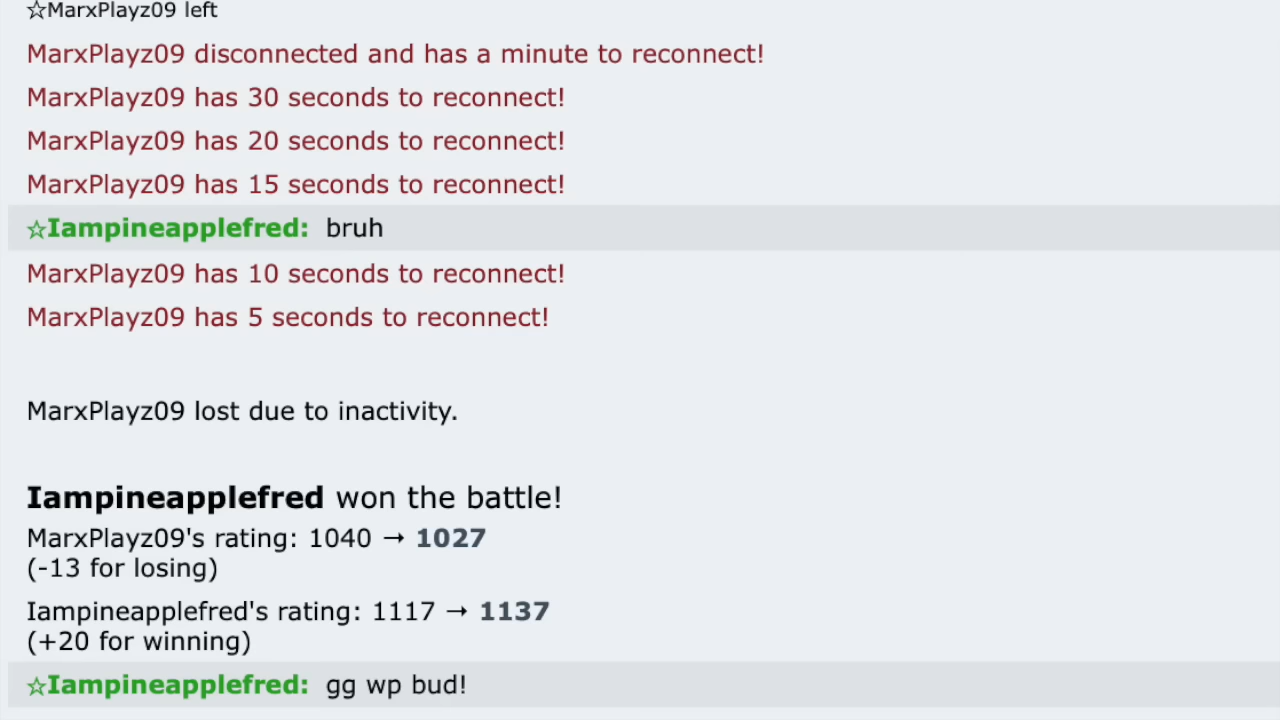 ☆MarxPlayz09 left
MarxPlayz09 disconnected and has a minute to reconnect!
MarxPlayz09 has 30 seconds to reconnect!
MarxPlayz09 has 20 seconds to reconnect!
MarxPlayz09 has 15 seconds to reconnect!
☆Iampineapplefred: bruh
MarxPlayz09 has 10 seconds to reconnect!
MarxPlayz09 has 5 seconds to reconnect!
MarxPlayz09 lost due to inactivity.
Iampineapplefred won the battle!
MarxPlayz09's rating: 1040 → 1027
(-13 for losing)
Iampineapplefred's rating: 1117 → 1137
(+20 for winning)
☆Iampineapplefred: gg wp bud!